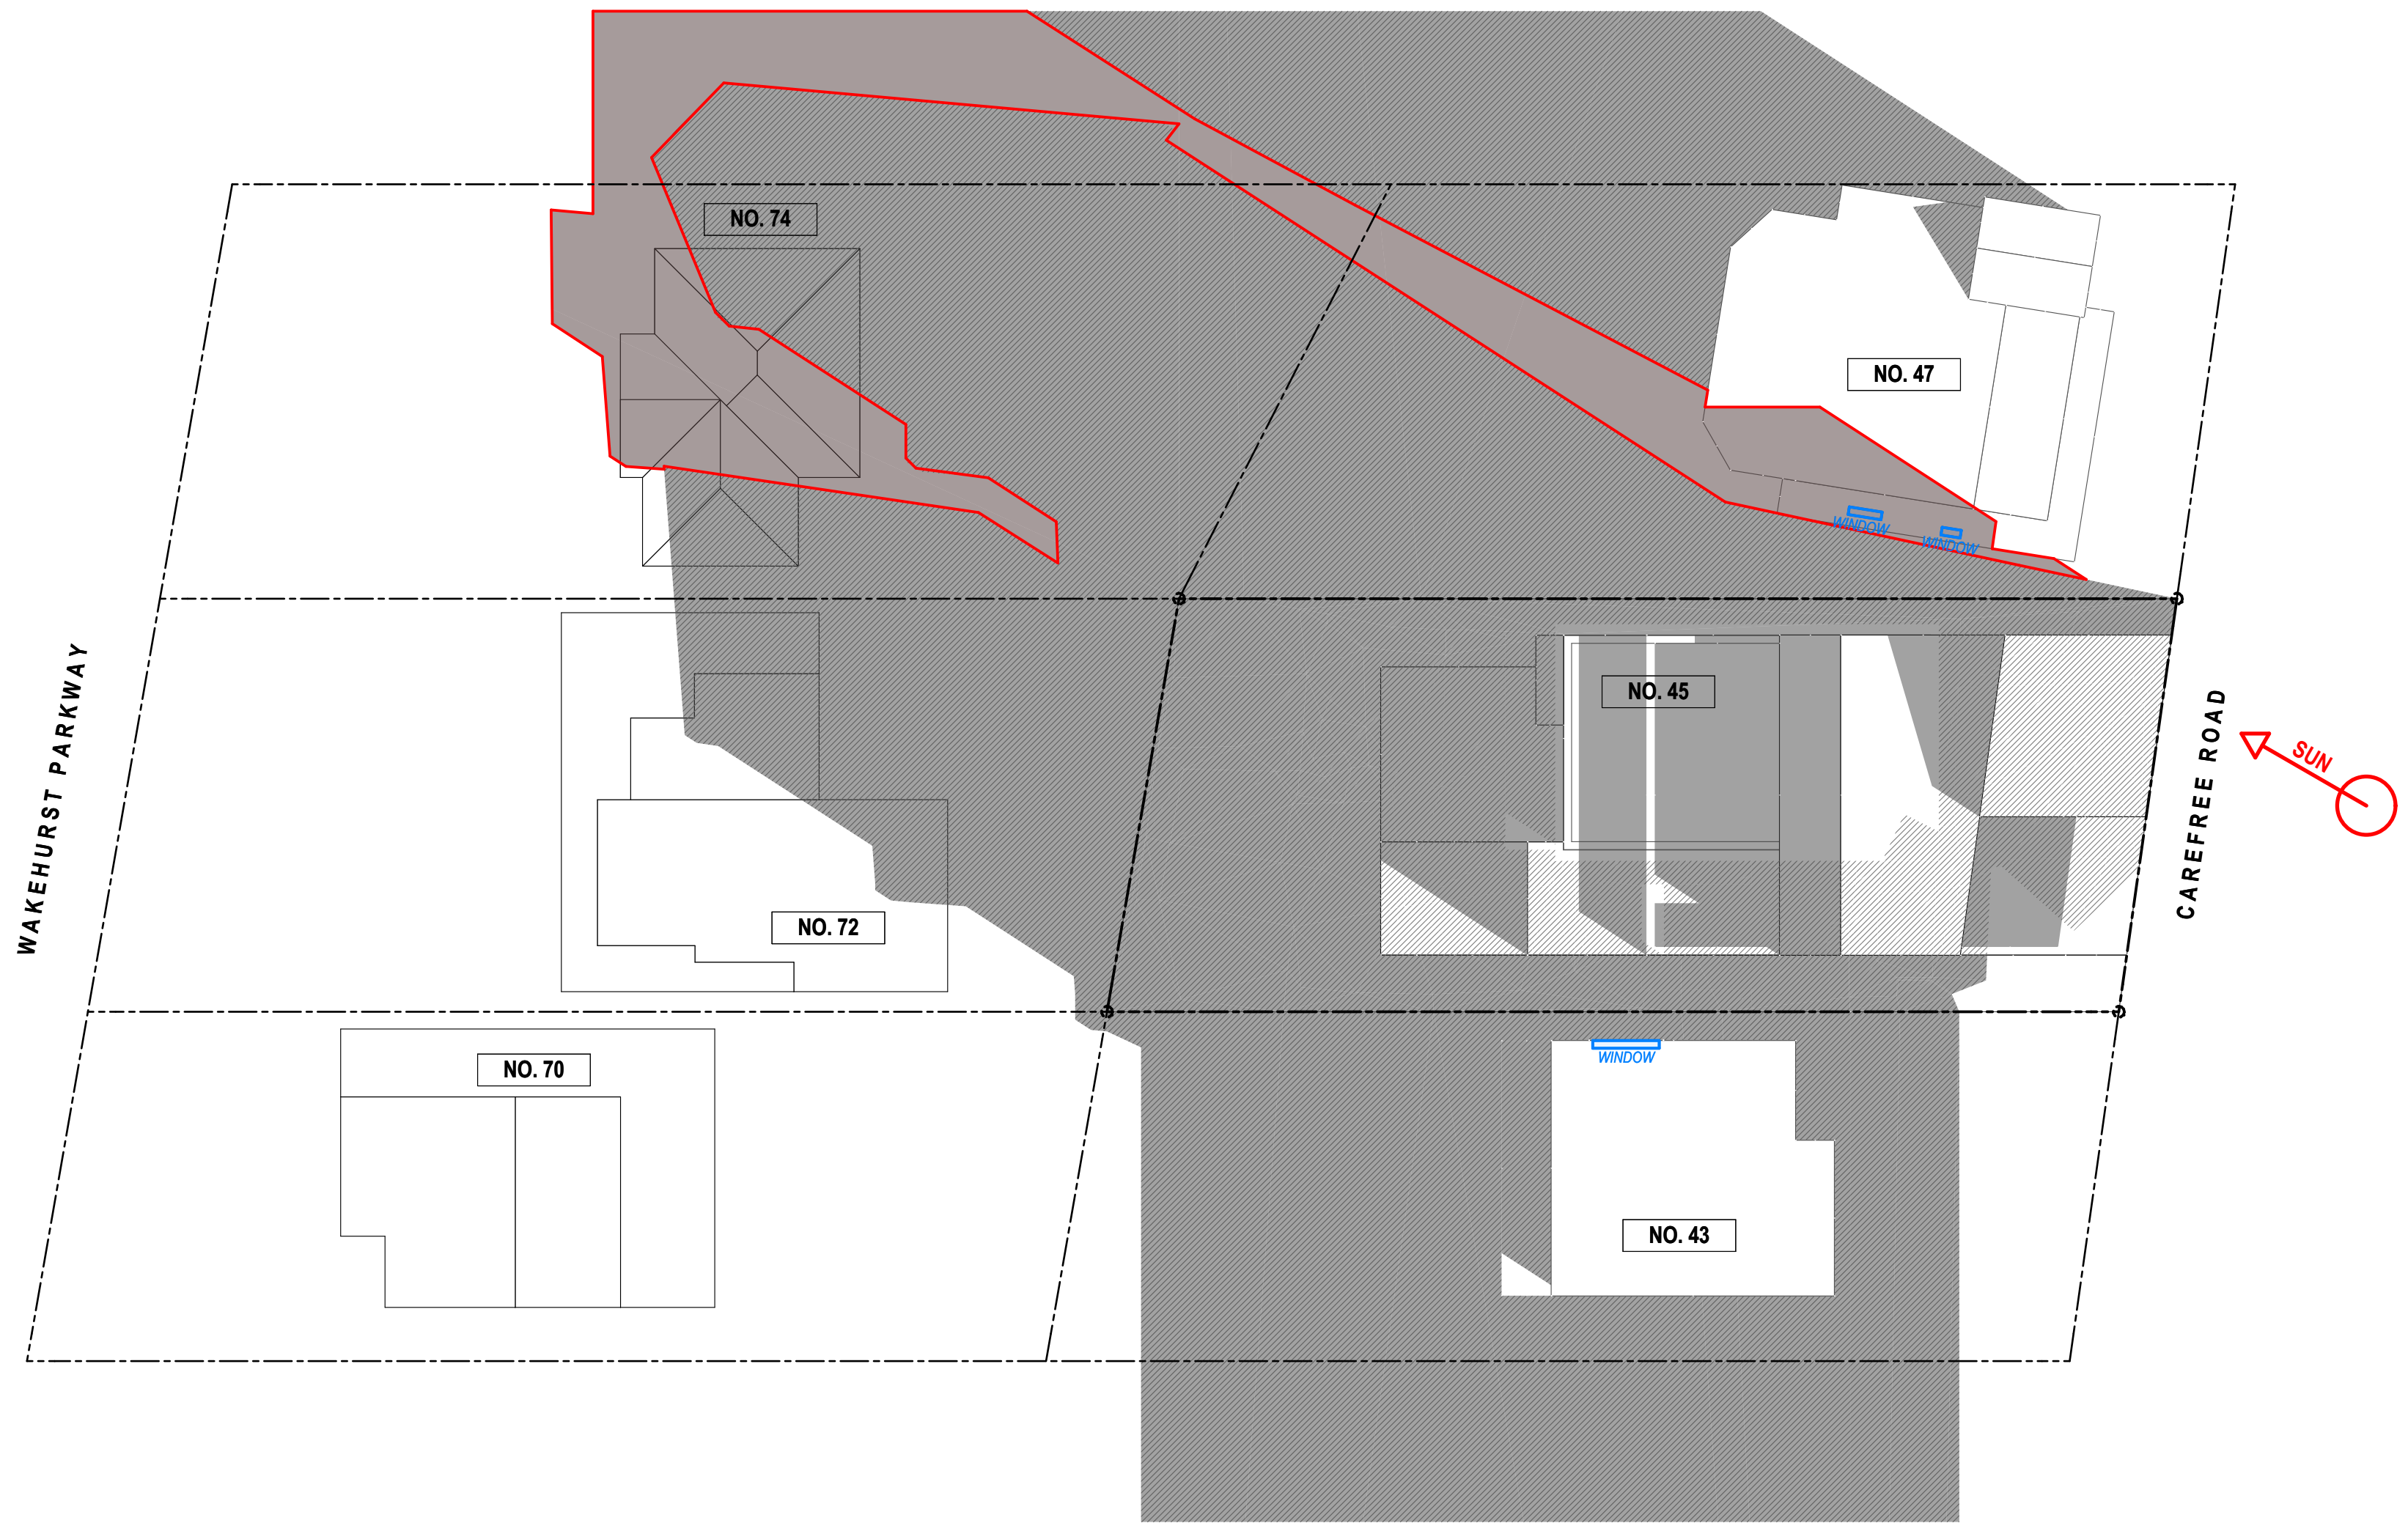 NO. 74
NO. 47
WINDOW
WINDOW
WAKEHURST PARKWAY
NO. 45
CAREFREE ROAD
SUN
NO. 72
NO. 70
WINDOW
NO. 43